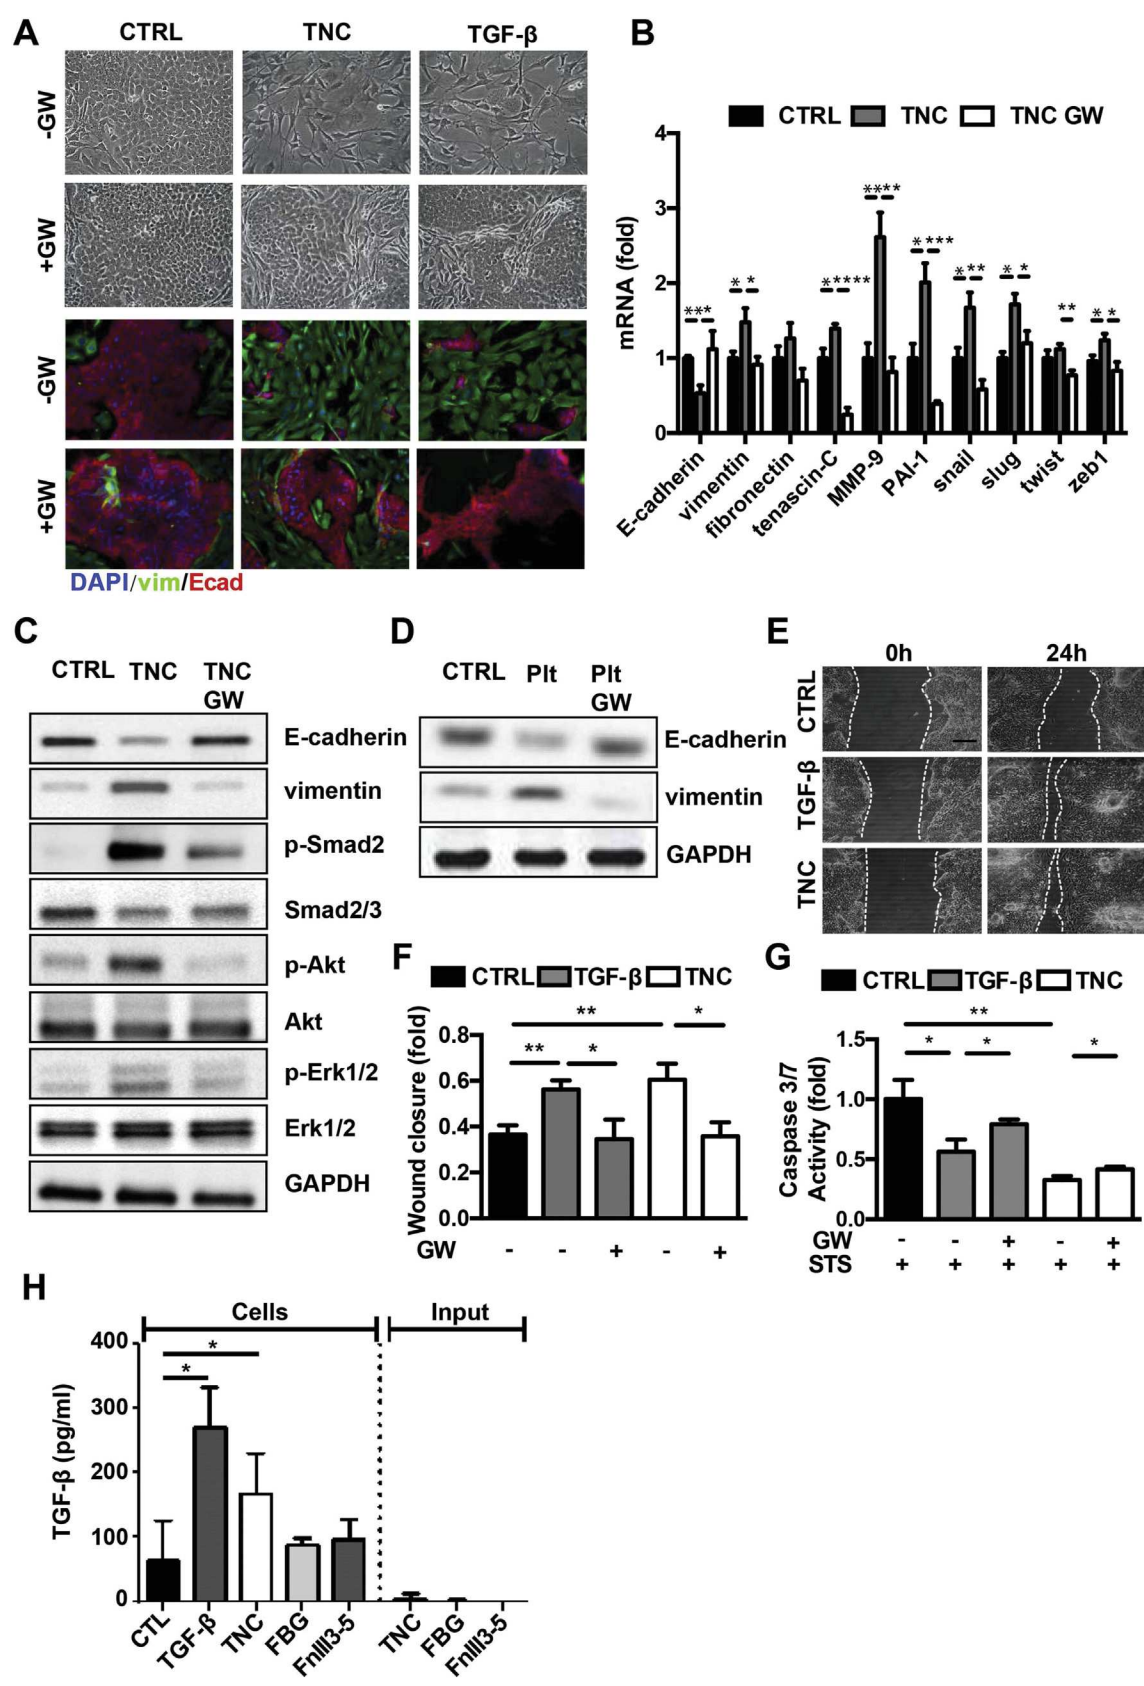 A
CTRL
TNC
TGF-β
-GW
+GW
-GW
+GW
DAPI/vim/Ecad
B
CTRL TNC TNC GW
mRNA (fold)
4
3
2
1
0
*** 
* *
* ****
** **
* ***
* **
* *
**
* *
E-cadherin
vimentin
fibronectin
tenascin-C
MMP-9
PAI-1
snail
slug
twist
zeb1
C
CTRL TNC TNC
GW
E-cadherin
vimentin
p-Smad2
Smad2/3
p-Akt
Akt
p-Erk1/2
Erk1/2
GAPDH
D
CTRL Plt Plt
GW
E-cadherin
vimentin
GAPDH
E
0h 24h
CTRL
TGF-β
TNC
F
CTRL TGF-β TNC
Wound closure (fold)
0.8
0.6
0.4
0.2
0.0
** *
** *
GW - - + - +
G
CTRL TGF-β TNC
Caspase 3/7
Activity (fold)
1.5
1.0
0.5
0.0
**
* * *
GW - - + - +
STS + + + + +
H
Cells Input
TGF-β (pg/ml)
400
300
200
100
0
*
*
CTL
TGF-β
TNC
FBG
FnIII3-5
TNC
FBG
FnIII3-5